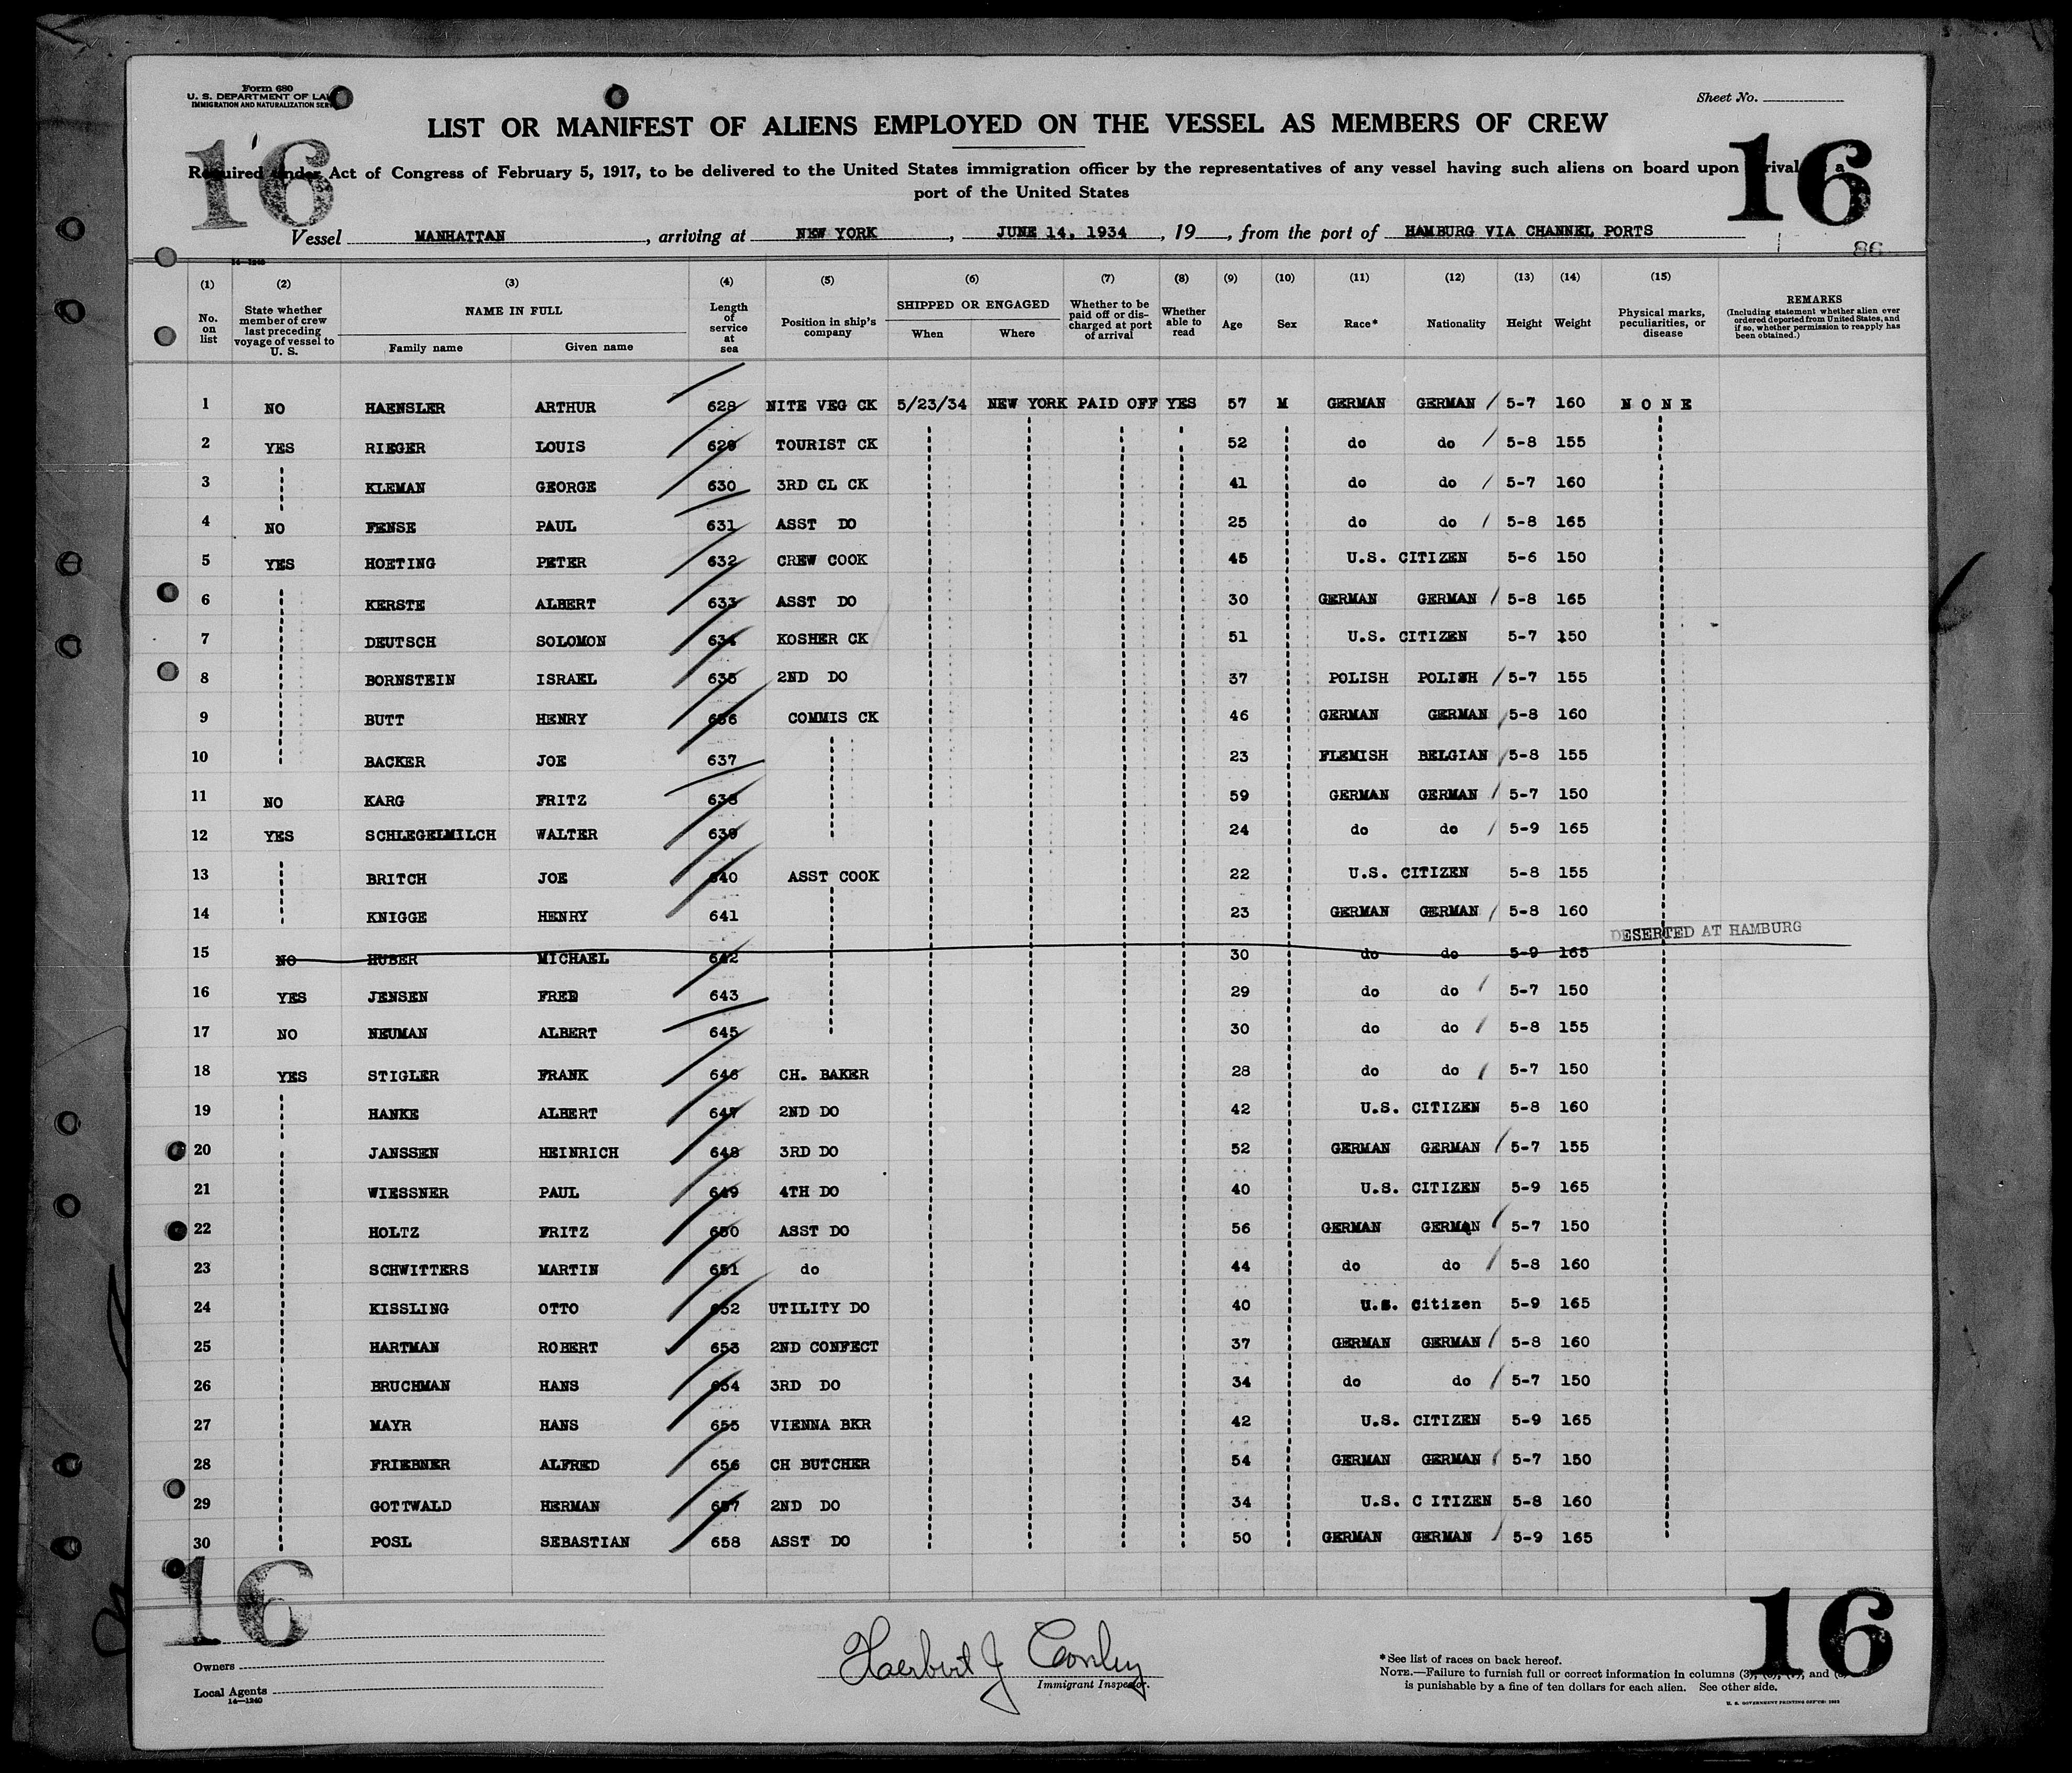 Form 680
U. S. DEPARTMENT OF LA
IMMIGRATION AND NATURALIZATION SER
Sheet No.
LIST OR MANIFEST OF ALIENS EMPLOYED ON THE VESSEL AS MEMBERS OF CREW
16 16
Required under Act of Congress of February 5, 1917, to be delivered to the United States immigration officer by the representatives of any vessel having such aliens on board upon arrival a
port of the United States
Vessel MANHATTAN, arriving at NEW YORK, JUNE 14, 1934, 19, from the port of HAMBURG VIA CHANNEL PORTS
86
14—1240
(1) No. on list (2) State whether member of crew last preceding voyage of vessel to U. S. (3) NAME IN FULL Family name Given name (4) Length of service at sea (5) Position in ship's company (6) SHIPPED OR ENGAGED When Where (7) Whether to be paid off or discharged at port of arrival (8) Whether able to read (9) Age (10) Sex (11) Race* (12) Nationality (13) Height (14) Weight (15) Physical marks, peculiarities, or disease REMARKS (Including statement whether alien ever ordered deported from United States, and if so, whether permission to reapply has been obtained.)
1 NO HAENSLER ARTHUR 628 NITE VEG CK 5/23/34 NEW YORK PAID OFF YES 57 M GERMAN GERMAN 5-7 160 NONE
2 YES RIEGER LOUIS 629 TOURIST CK 52 do do 5-8 155
3 KLEMAN GEORGE 630 3RD CL CK 41 do do 5-7 160
4 NO FENSE PAUL 631 ASST DO 25 do do 5-8 165
5 YES HOETING PETER 632 CREW COOK 45 U.S. CITIZEN 5-6 150
6 KERSTE ALBERT 633 ASST DO 30 GERMAN GERMAN 5-8 165
7 DEUTSCH SOLOMON 634 KOSHER CK 51 U.S. CITIZEN 5-7 150
8 BORNSTEIN ISRAEL 635 2ND DO 37 POLISH POLISH 5-7 155
9 BUTT HENRY 636 COMMIS CK 46 GERMAN GERMAN 5-8 160
10 BACKER JOE 637 23 FLEMISH BELGIAN 5-8 155
11 NO KARG FRITZ 638 59 GERMAN GERMAN 5-7 150
12 YES SCHLEGELMILCH WALTER 639 24 do do 5-9 165
13 BRITCH JOE 640 ASST COOK 22 U.S. CITIZEN 5-8 155
14 KNIGGE HENRY 641 23 GERMAN GERMAN 5-8 160
DESERTED AT HAMBURG
15 NO HUBER MICHAEL 642 30 do do 5-9 165
16 YES JENSEN FRED 643 29 do do 5-7 150
17 NO NEUMAN ALBERT 645 30 do do 5-8 155
18 YES STIGLER FRANK 646 CH. BAKER 28 do do 5-7 150
19 HANKE ALBERT 647 2ND DO 42 U.S. CITIZEN 5-8 160
20 JANSSEN HEINRICH 648 3RD DO 52 GERMAN GERMAN 5-7 155
21 WIESSNER PAUL 649 4TH DO 40 U.S. CITIZEN 5-9 165
22 HOLTZ FRITZ 650 ASST DO 56 GERMAN GERMAN 5-7 150
23 SCHWITTERS MARTIN 651 do 44 do do 5-8 160
24 KISSLING OTTO 652 UTILITY DO 40 U.S. Citizen 5-9 165
25 HARTMAN ROBERT 653 2ND CONFECT 37 GERMAN GERMAN 5-8 160
26 BRUCHMAN HANS 654 3RD DO 34 do do 5-7 150
27 MAYR HANS 655 VIENNA BKR 42 U.S. CITIZEN 5-9 165
28 FRIEBNER ALFRED 656 CH BUTCHER 54 GERMAN GERMAN 5-7 150
29 GOTTWALD HERMAN 657 2ND DO 34 U.S. C ITIZEN 5-8 160
30 POSL SEBASTIAN 658 ASST DO 50 GERMAN GERMAN 5-9 165
16 16
Owners
Local Agents
14—1240
Herbert J Conley
Immigrant Inspector.
*See list of races on back hereof.
NOTE.—Failure to furnish full or correct information in columns (3), and
is punishable by a fine of ten dollars for each alien. See other side.
U. S. GOVERNMENT PRINTING OFFICE: 1932